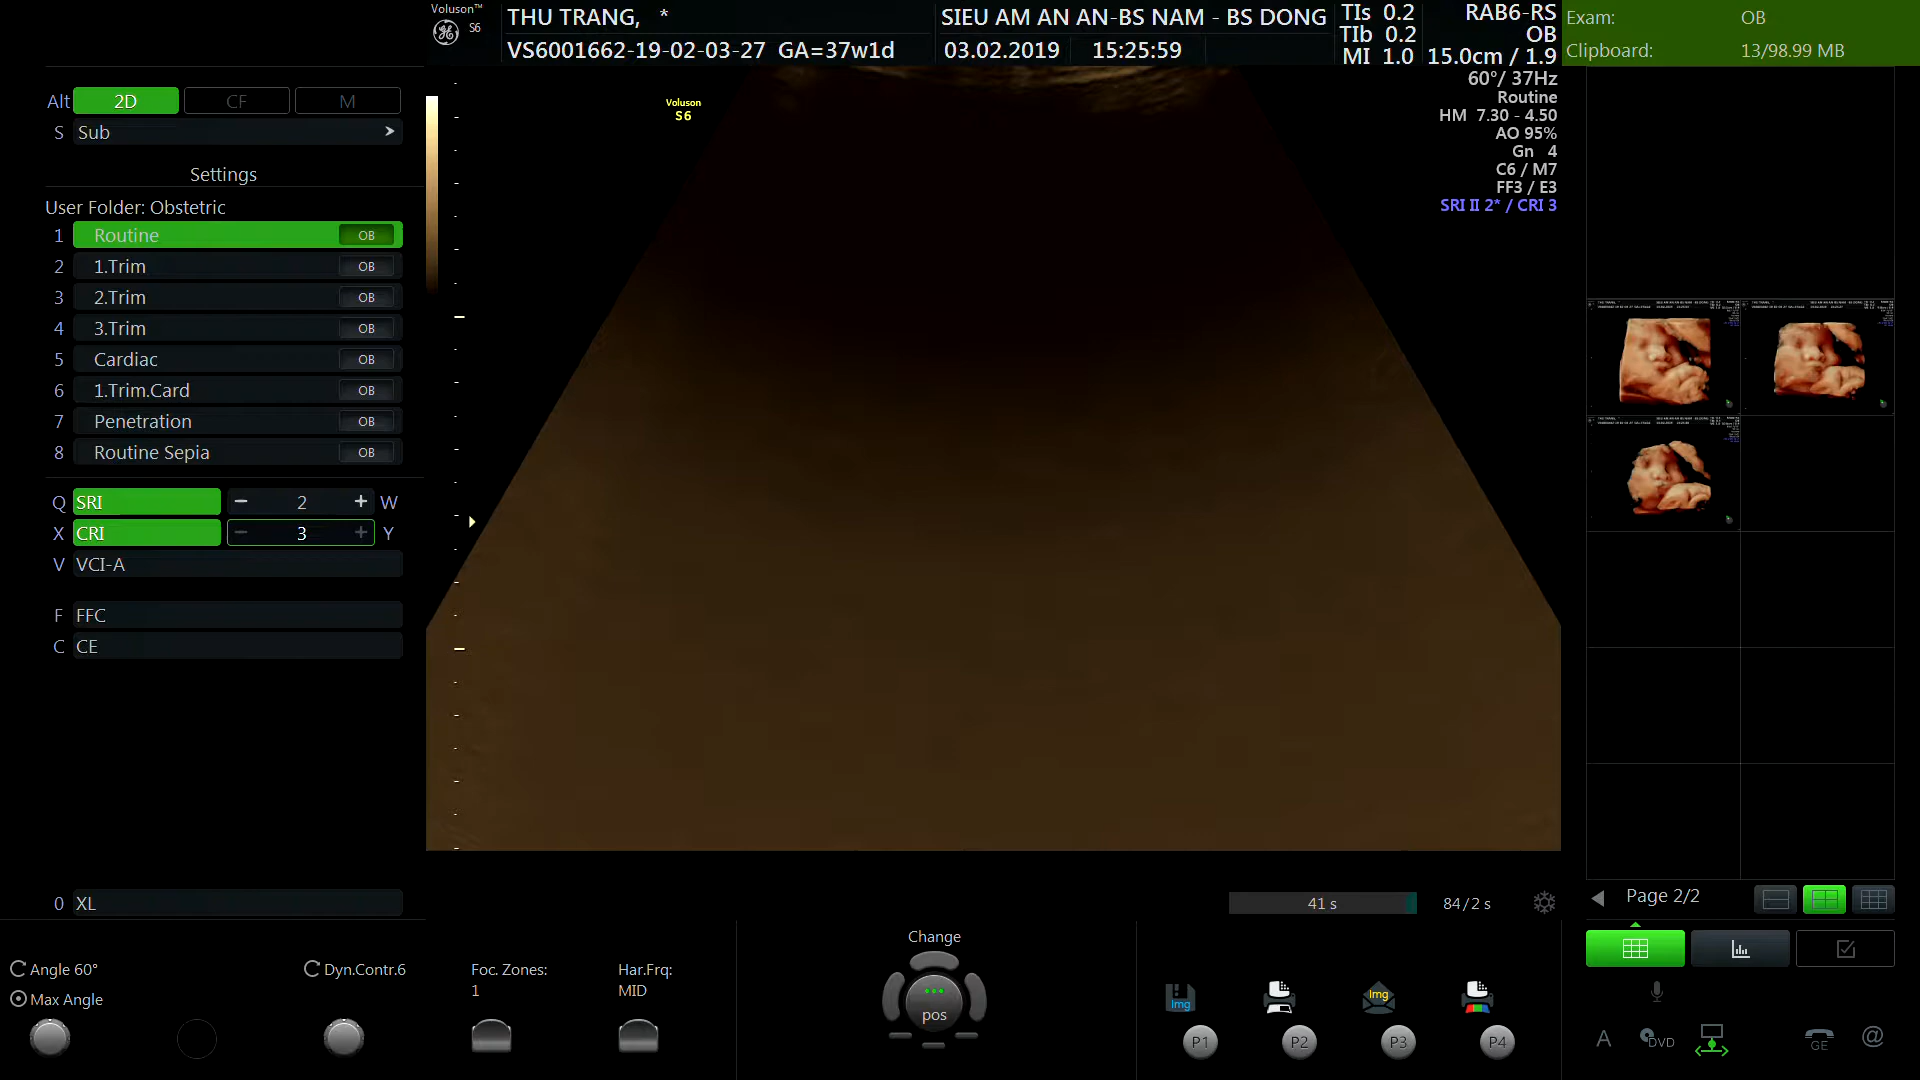 Voluson™
S6
THU TRANG, *
SIEU AM AN AN-BS NAM - BS DONG
VS6001662-19-02-03-27 GA=37w1d
03.02.2019
15:25:59
TIs 0.2
TIb 0.2
MI 1.0
RAB6-RS
OB
15.0cm / 1.9
Exam: OB
Clipboard: 13/98.99 MB
60°/ 37Hz
Routine
HM 7.30 - 4.50
AO 95%
Gn 4
C6 / M7
FF3 / E3
SRI II 2* / CRI 3
Voluson
S6
Alt 2D CF M
S Sub >
Settings
User Folder: Obstetric
1 Routine OB
2 1.Trim OB
3 2.Trim OB
4 3.Trim OB
5 Cardiac OB
6 1.Trim.Card OB
7 Penetration OB
8 Routine Sepia OB
Q SRI - 2 + W
X CRI - 3 + Y
V VCI-A
F FFC
C CE
0 XL
41 s
84/2 s
Page 2/2
Angle 60°
Max Angle
Dyn.Contr.6
Foc. Zones:
1
Har.Frq:
MID
Change
pos
Img
Img
P1
P2
P3
P4
A
DVD
GE
@